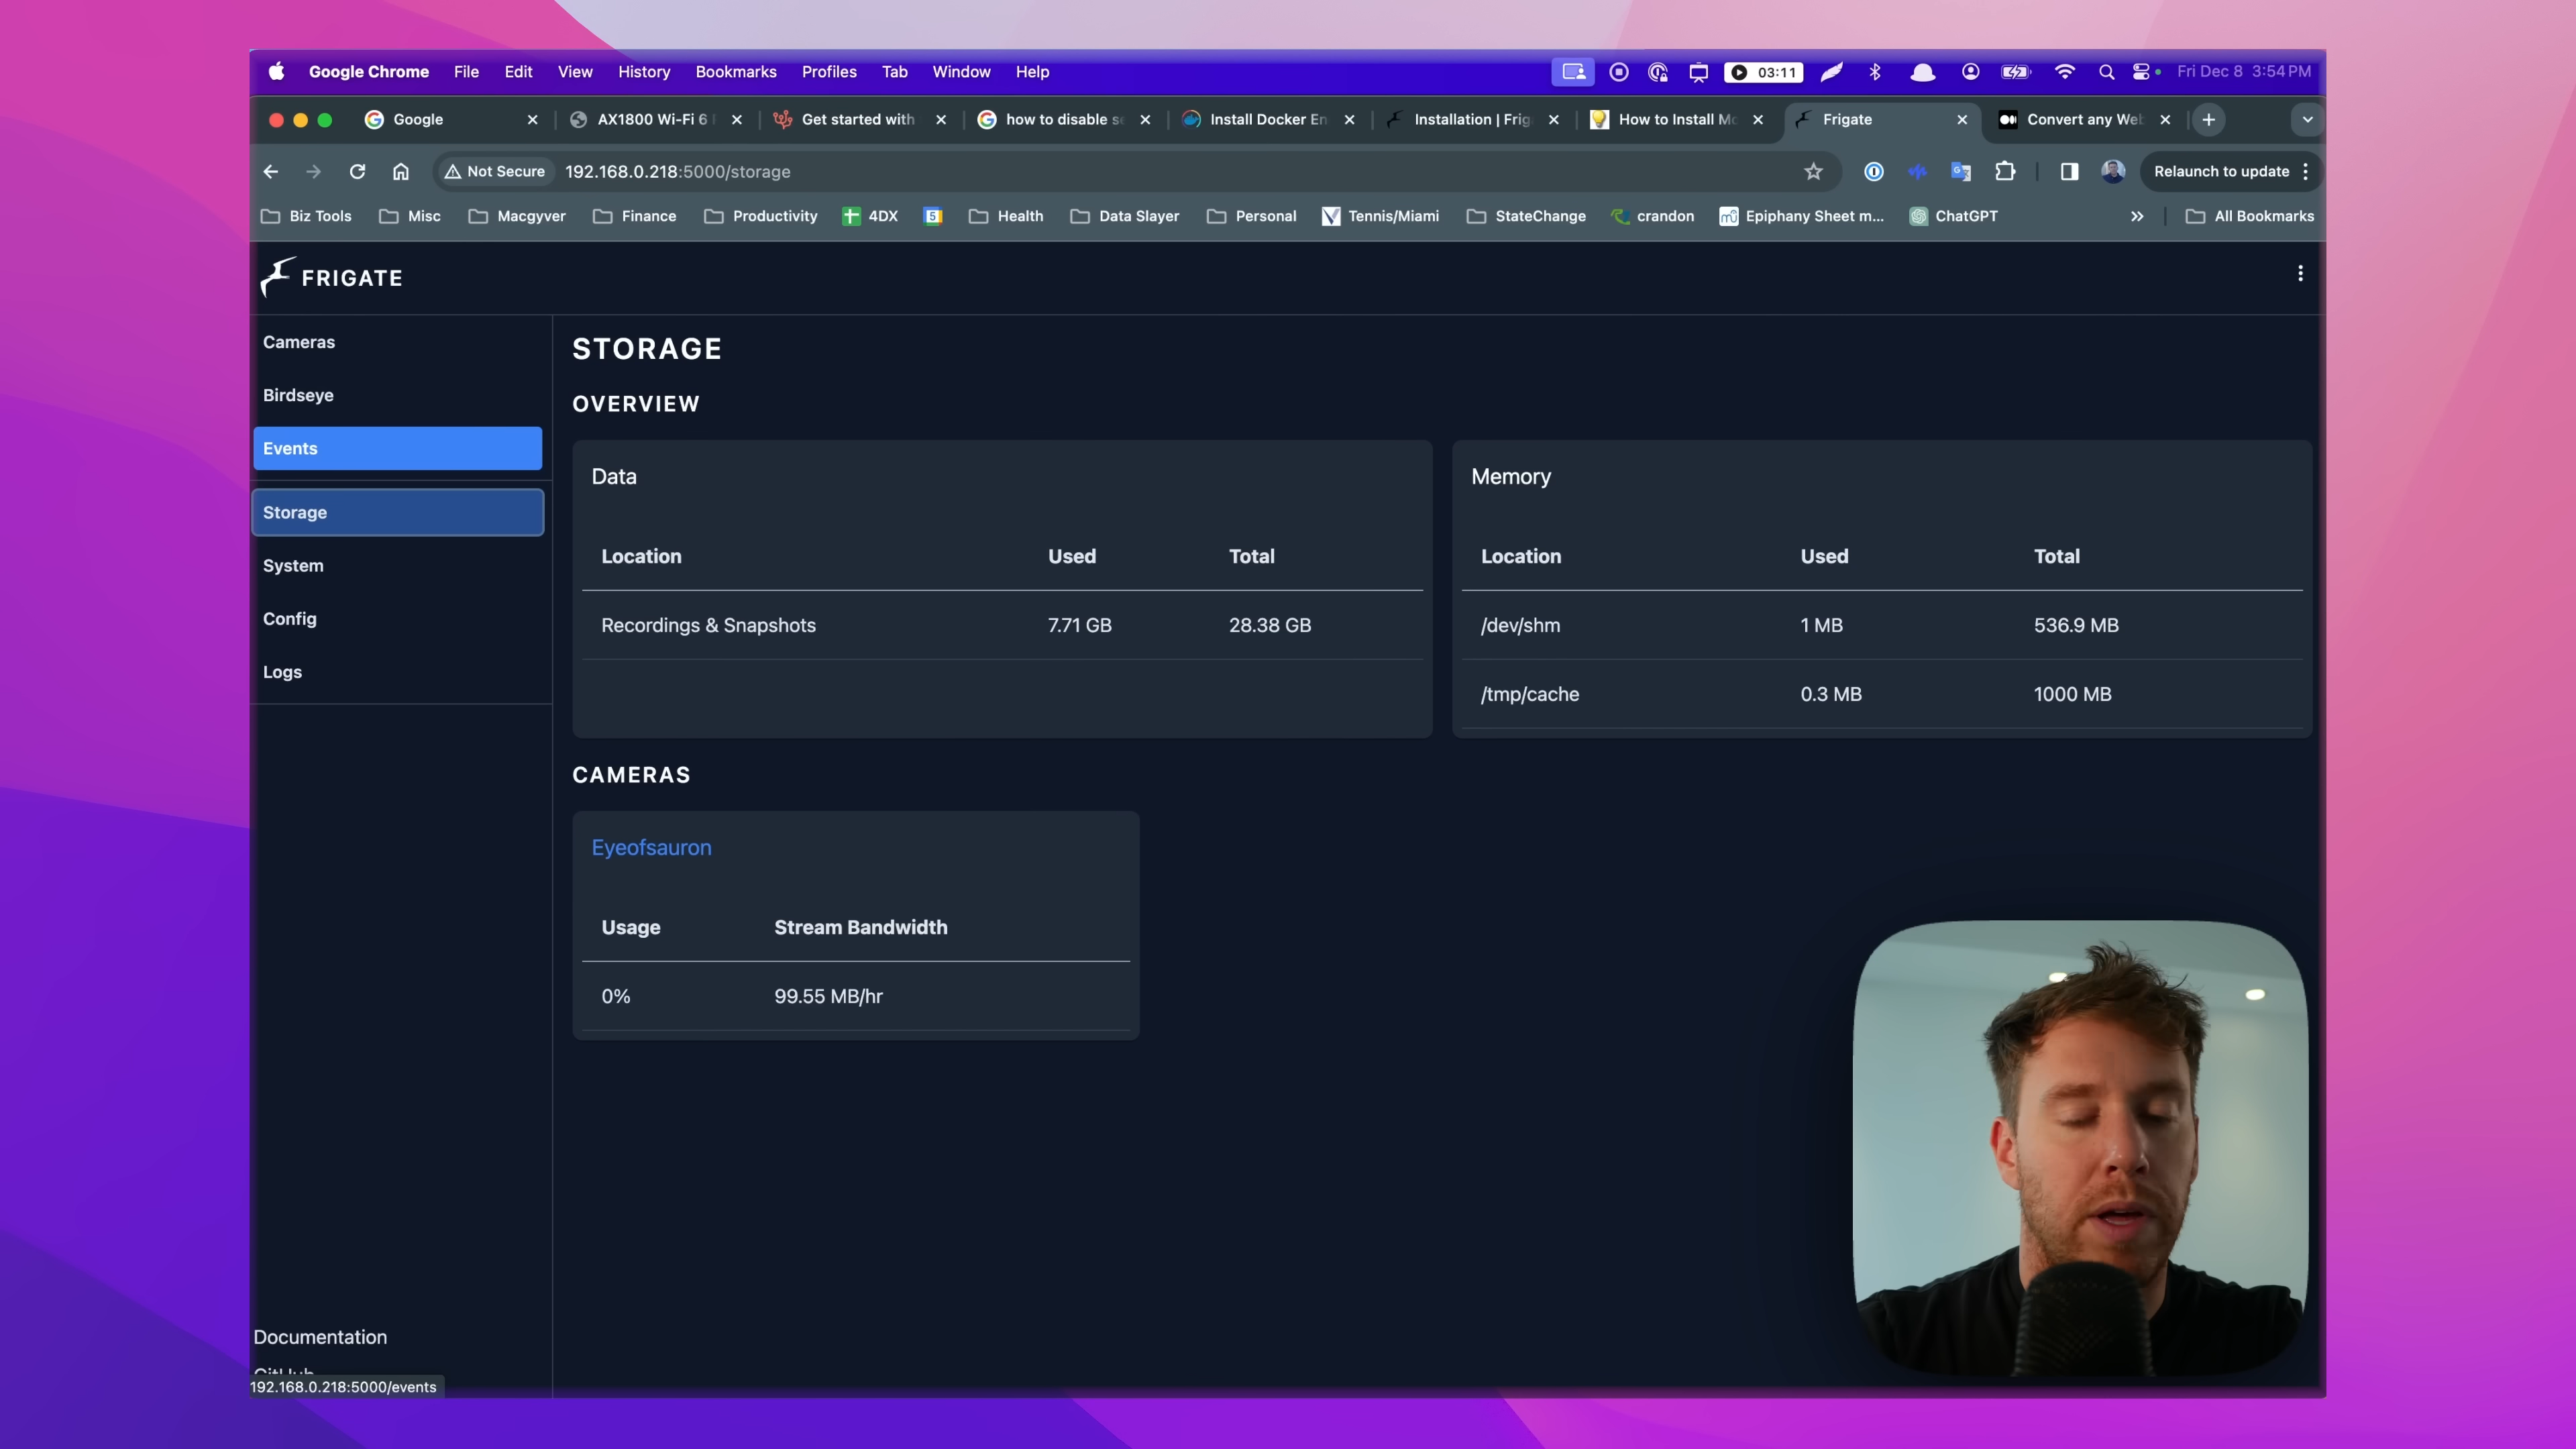 Google Chrome File Edit View History Bookmarks Profiles Tab Window Help 03:11 Fri Dec 8 3:54 PM
Google AX1800 Wi-Fi 6 Get started with how to disable Install Docker Installation | How to Install Frigate Convert any
Not Secure 192.168.0.218:5000/storage Relaunch to update
Biz Tools Misc Macgyver Finance Productivity 4DX 5 Health Data Slayer Personal Tennis/Miami StateChange crandon Epiphany Sheet m... ChatGPT All Bookmarks
FRIGATE
Cameras
Birdseye
Events
Storage
System
Config
Logs
STORAGE
OVERVIEW
Data
Location Used Total
Recordings & Snapshots 7.71 GB 28.38 GB
Memory
Location Used Total
/dev/shm 1 MB 536.9 MB
/tmp/cache 0.3 MB 1000 MB
CAMERAS
Eyeofsauron
Usage Stream Bandwidth
0% 99.55 MB/hr
Documentation
GitHub
192.168.0.218:5000/events